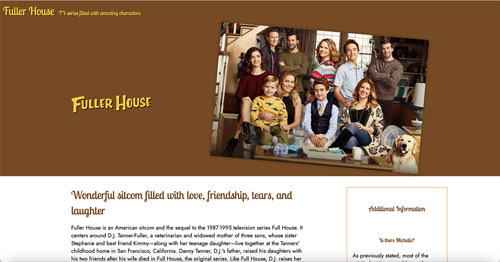 Fuller House TV series filled with amazing characters
FULLER HOUSE
Wonderful sitcom filled with love, friendship, tears, and
laughter
Fuller House is an American sitcom and the sequel to the 1987-1995 television series Full House. It
centers around D.J. Tanner-Fuller, a veterinarian and widowed mother of three sons, whose sister
Stephanie and best friend Kimmy—along with her teenage daughter—live together at the Tanners'
childhood home in San Francisco, California. Danny Tanner, D.J.'s father, raised his daughters with
his two friends after his wife died in Full House, the original series. Like Full House, D.J. raises her
Additional Information
Is there Michelle?
As previously stated, most of the